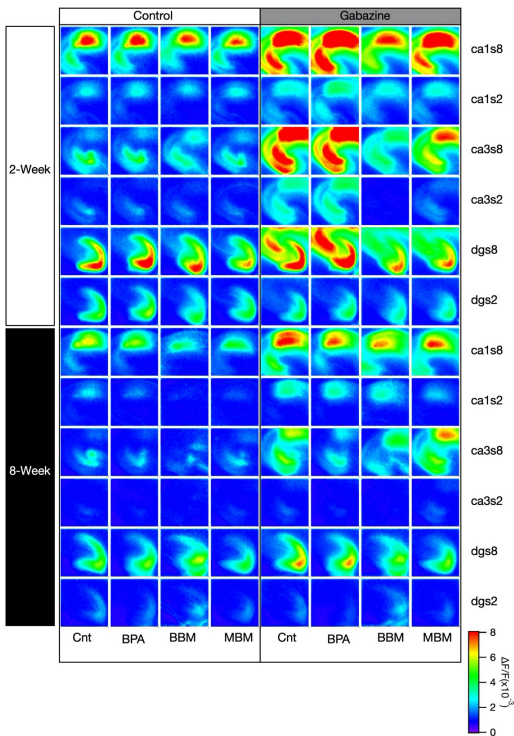 Control Gabazine
2-Week
ca1s8
ca1s2
ca3s8
ca3s2
dgs8
dgs2
8-Week
ca1s8
ca1s2
ca3s8
ca3s2
dgs8
dgs2
Cnt BPA BBM MBM Cnt BPA BBM MBM
8
6
4
2
0
ΔF/F(x10⁻³)